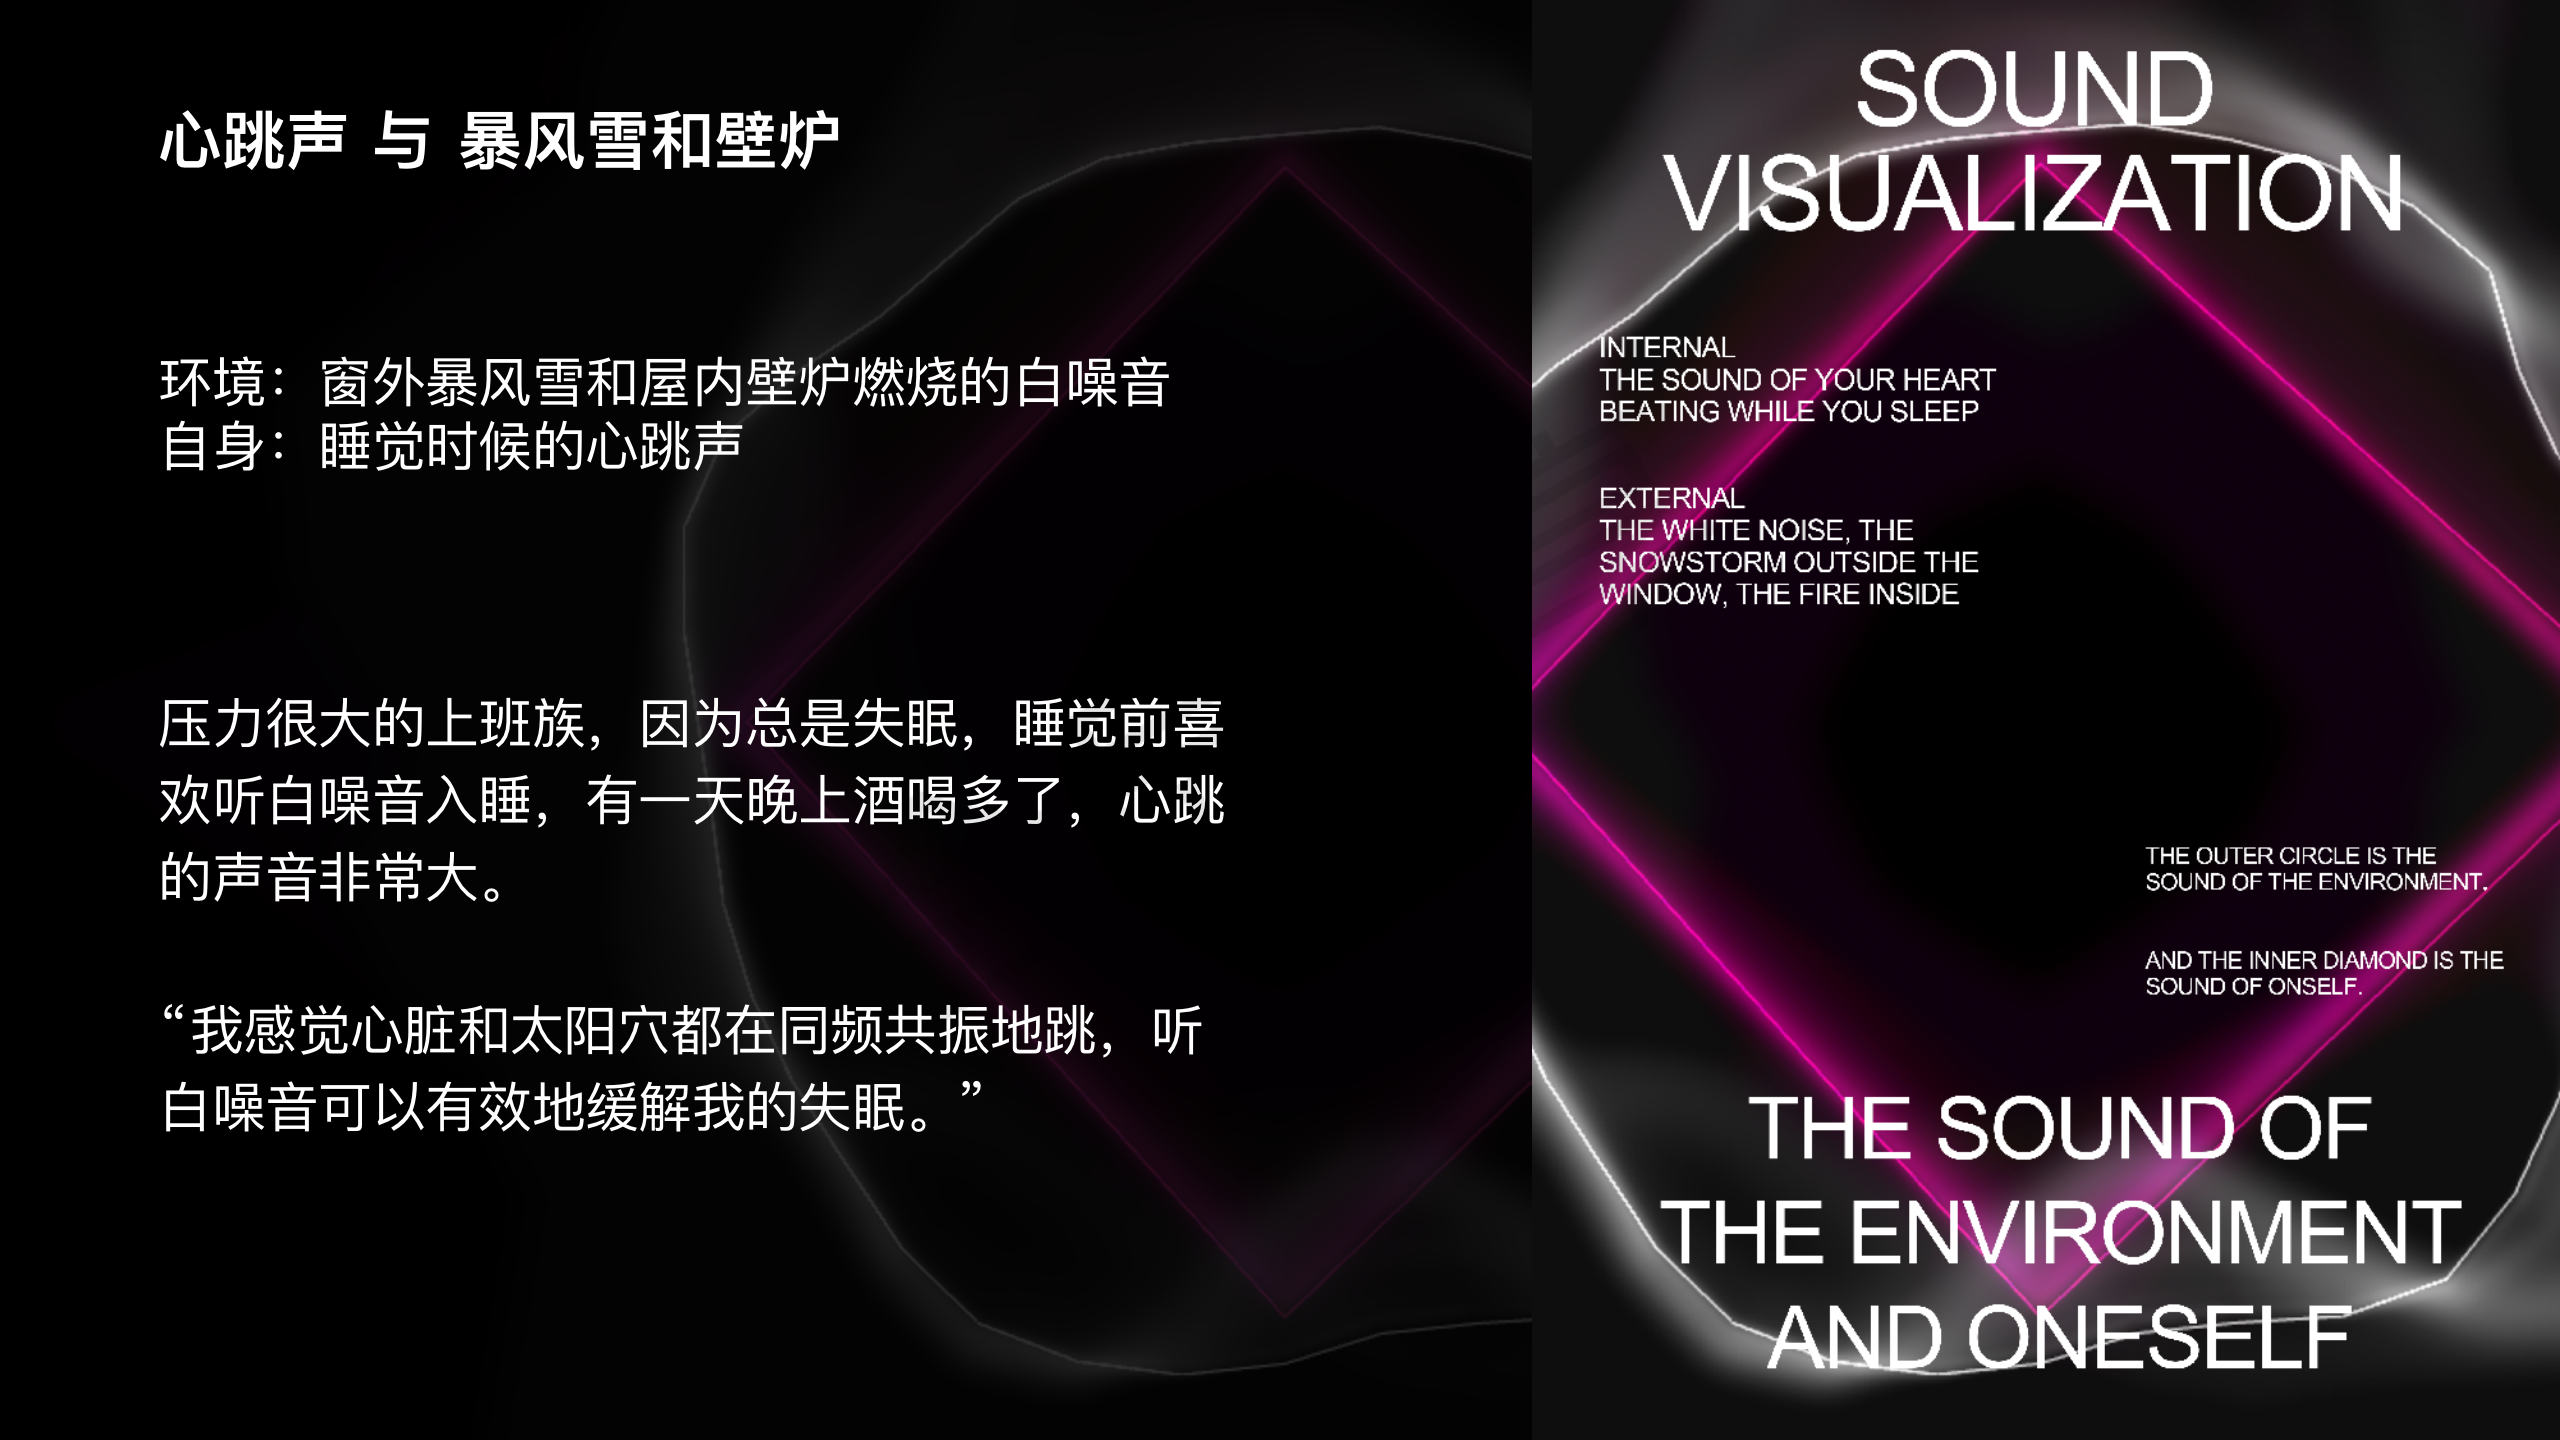 心跳声 与 暴风雪和壁炉
环境：窗外暴风雪和屋内壁炉燃烧的白噪音
自身：睡觉时候的心跳声
压力很大的上班族，因为总是失眠，睡觉前喜
欢听白噪音入睡，有一天晚上酒喝多了，心跳
的声音非常大。
“我感觉心脏和太阳穴都在同频共振地跳，听
白噪音可以有效地缓解我的失眠。”
SOUND
VISUALIZATION
INTERNAL
THE SOUND OF YOUR HEART
BEATING WHILE YOU SLEEP
EXTERNAL
THE WHITE NOISE, THE
SNOWSTORM OUTSIDE THE
WINDOW, THE FIRE INSIDE
THE OUTER CIRCLE IS THE
SOUND OF THE ENVIRONMENT.
AND THE INNER DIAMOND IS THE
SOUND OF ONSELF.
THE SOUND OF
THE ENVIRONMENT
AND ONESELF